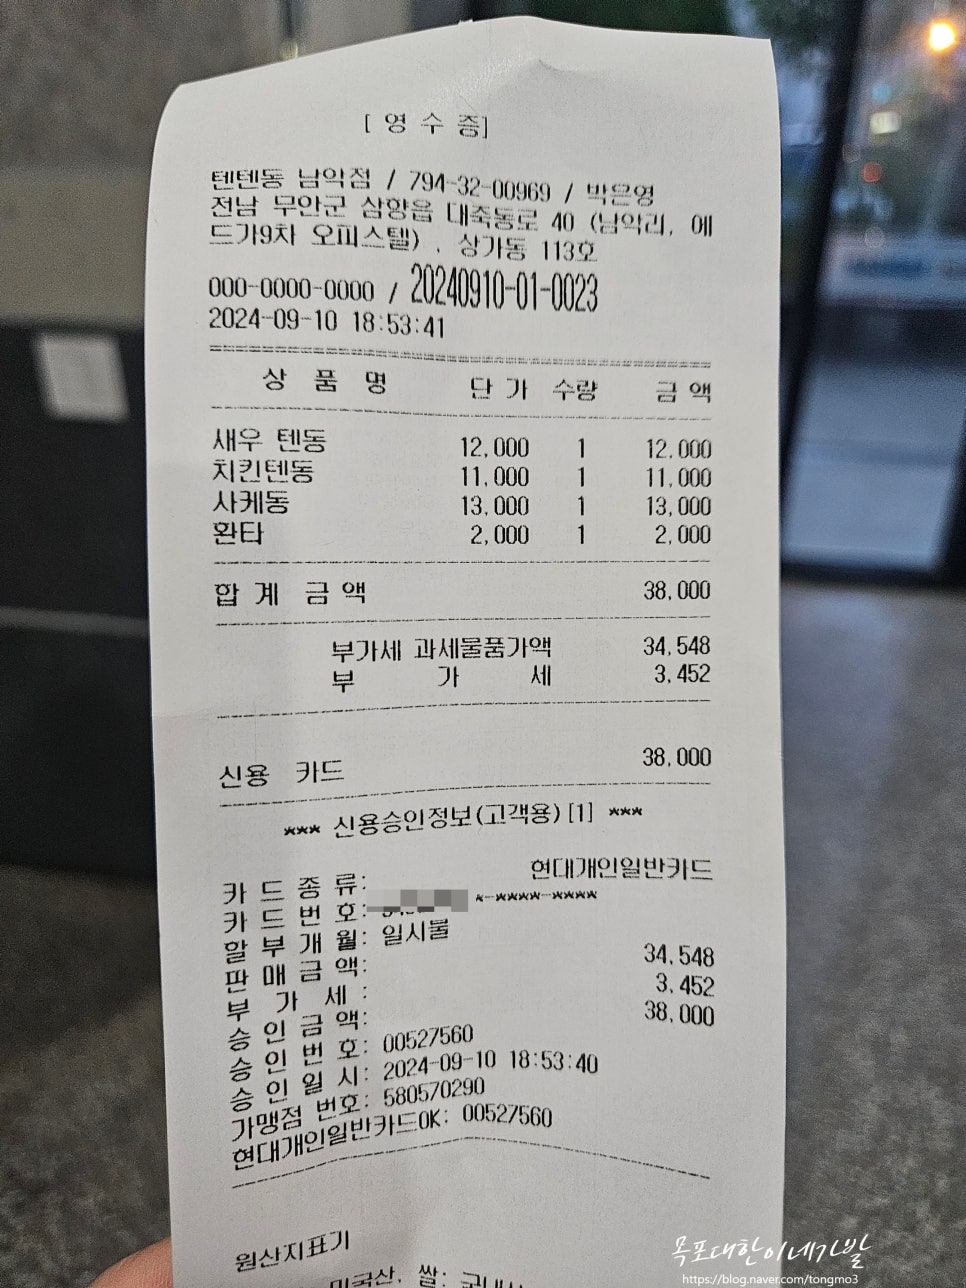 [ 영 수 증]
텐텐동 남악점 / 794-32-00969 / 박은영
전남 무안군 삼향읍 대죽동로 40 (남악리, 에
드가9차 오피스텔) , 상가동 113호
000-0000-0000 / 20240910-01-0023
2024-09-10 18:53:41
상 품 명 단 가 수량 금 액
새우 텐동 12,000 1 12,000
치킨텐동 11,000 1 11,000
사케동 13,000 1 13,000
환타 2,000 1 2,000
합 계 금 액 38,000
부가세 과세물품가액 34,548
부 가 세 3,452
신용 카드 38,000
*** 신용승인정보(고객용)[1] ***
카 드 종 류: 현대개인일반카드
카 드 번 호: *-****-****
할 부 개 월: 일시불
판 매 금 액: 34,548
부 가 세 : 3,452
승 인 금 액: 38,000
승 인 번 호: 00527560
승 인 일 시: 2024-09-10 18:53:40
가맹점 번호: 580570290
현대개인일반카드OK: 00527560
원산지표기
미국산, 쌀: 국내산
목포대한이네가발
https://blog.naver.com/tongmo3